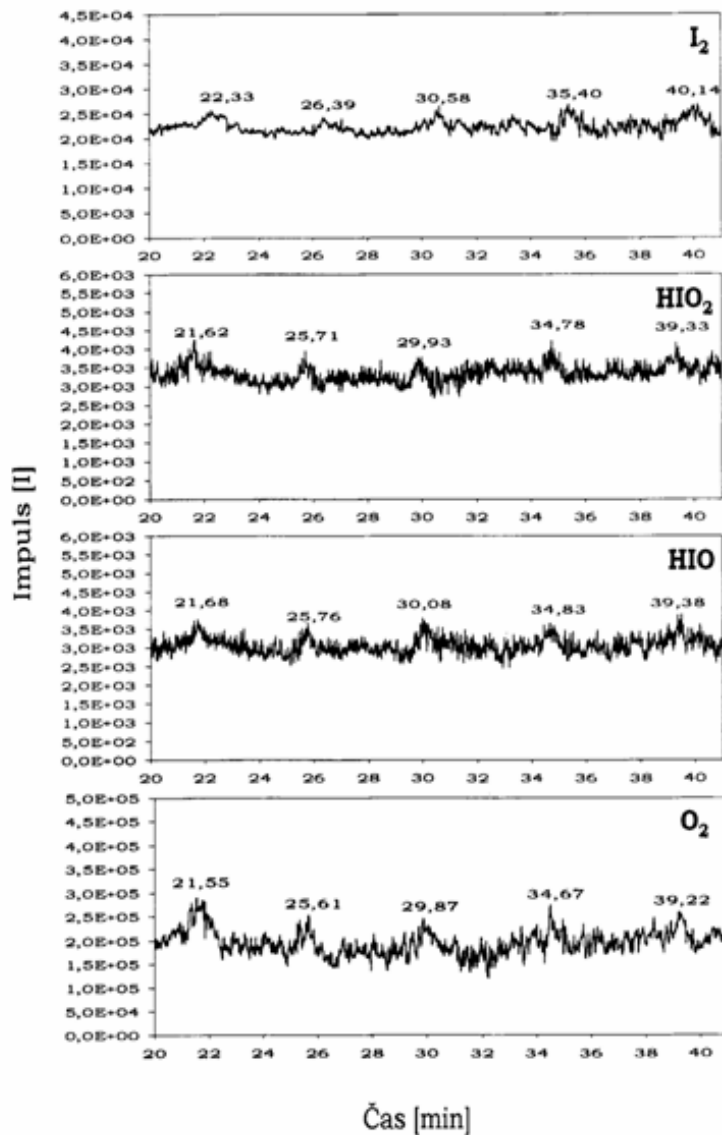 4,5E+04
I₂
4,0E+04
3,5E+04
3,0E+04
22,33 26,39 30,58 35,40 40,14
2,5E+04
2,0E+04
1,5E+04
1,0E+04
5,0E+03
0,0E+00
20 22 24 26 28 30 32 34 36 38 40
6,0E+03
HIO₂
5,5E+03
5,0E+03
4,5E+03
21,62 25,71 29,93 34,78 39,33
4,0E+03
3,5E+03
3,0E+03
2,5E+03
2,0E+03
1,5E+03
1,0E+03
5,0E+02
0,0E+00
20 22 24 26 28 30 32 34 36 38 40
Impuls [I]
6,0E+03
HIO
5,5E+03
5,0E+03
4,5E+03
21,68 25,76 30,08 34,83 39,38
4,0E+03
3,5E+03
3,0E+03
2,5E+03
2,0E+03
1,5E+03
1,0E+03
5,0E+02
0,0E+00
20 22 24 26 28 30 32 34 36 38 40
5,0E+05
O₂
4,5E+05
4,0E+05
3,5E+05
21,55 25,61 29,87 34,67 39,22
3,0E+05
2,5E+05
2,0E+05
1,5E+05
1,0E+05
5,0E+04
0,0E+00
20 22 24 26 28 30 32 34 36 38 40
Čas [min]